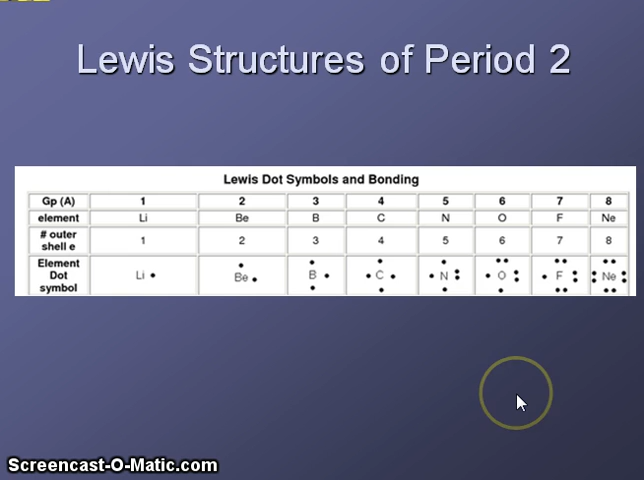 Lewis Structures of Period 2
Lewis Dot Symbols and Bonding
Gp (A) 1 2 3 4 5 6 7 8
element Li Be B C N O F Ne
# outer shell e 1 2 3 4 5 6 7 8
Element Dot symbol Li Be B C N O F Ne
Screencast-O-Matic.com